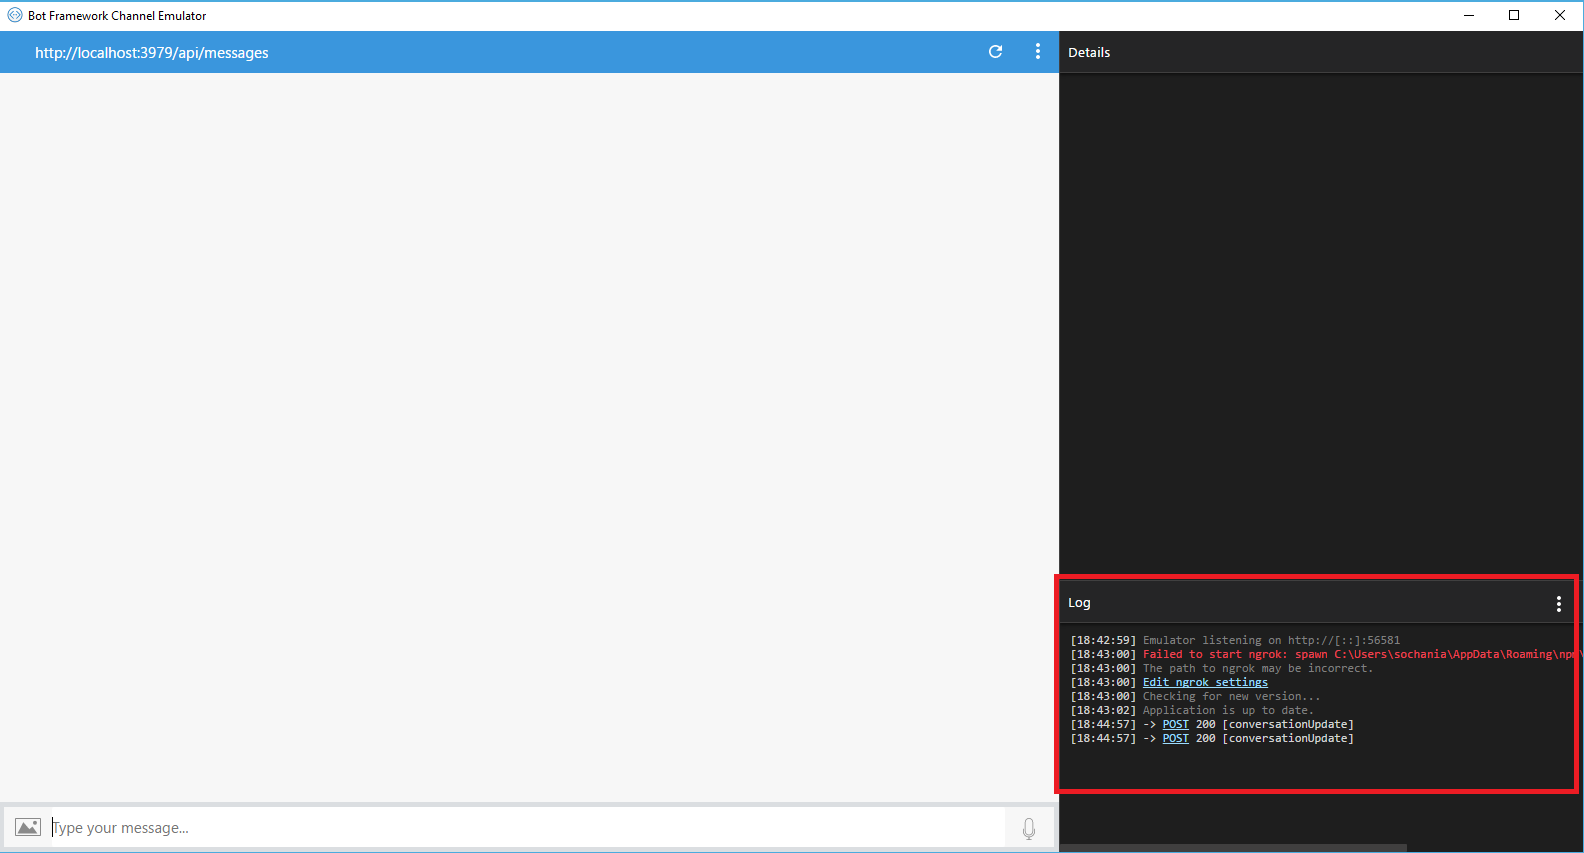 Bot Framework Channel Emulator
http://localhost:3979/api/messages
Details
Log
[18:42:59] Emulator listening on http://[::]:56581
[18:43:00] Failed to start ngrok: spawn C:\Users\sochania\AppData\Roaming\npm\
[18:43:00] The path to ngrok may be incorrect.
[18:43:00] Edit ngrok settings
[18:43:00] Checking for new version...
[18:43:02] Application is up to date.
[18:44:57] -> POST 200 [conversationUpdate]
[18:44:57] -> POST 200 [conversationUpdate]
Type your message...